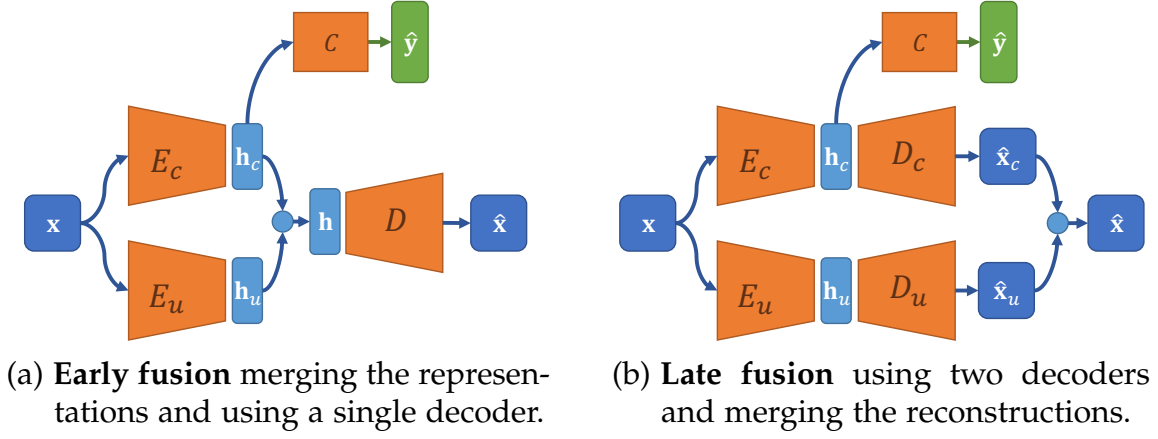 C
ŷ
E_c
h_c
x
h
D
x̂
E_u
h_u
(a) Early fusion merging the represen-
tations and using a single decoder.
C
ŷ
E_c
h_c
D_c
x̂_c
x
x̂
E_u
h_u
D_u
x̂_u
(b) Late fusion using two decoders
and merging the reconstructions.